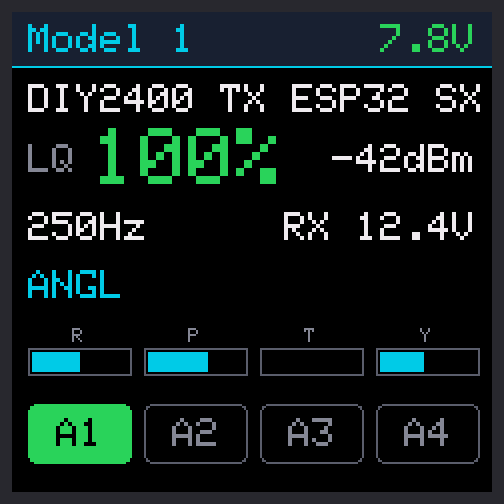 Model 1 7.8V
DIY2400 TX ESP32 SX
LQ 100% -42dBm
250Hz RX 12.4V
ANGL
R P T Y
A1 A2 A3 A4